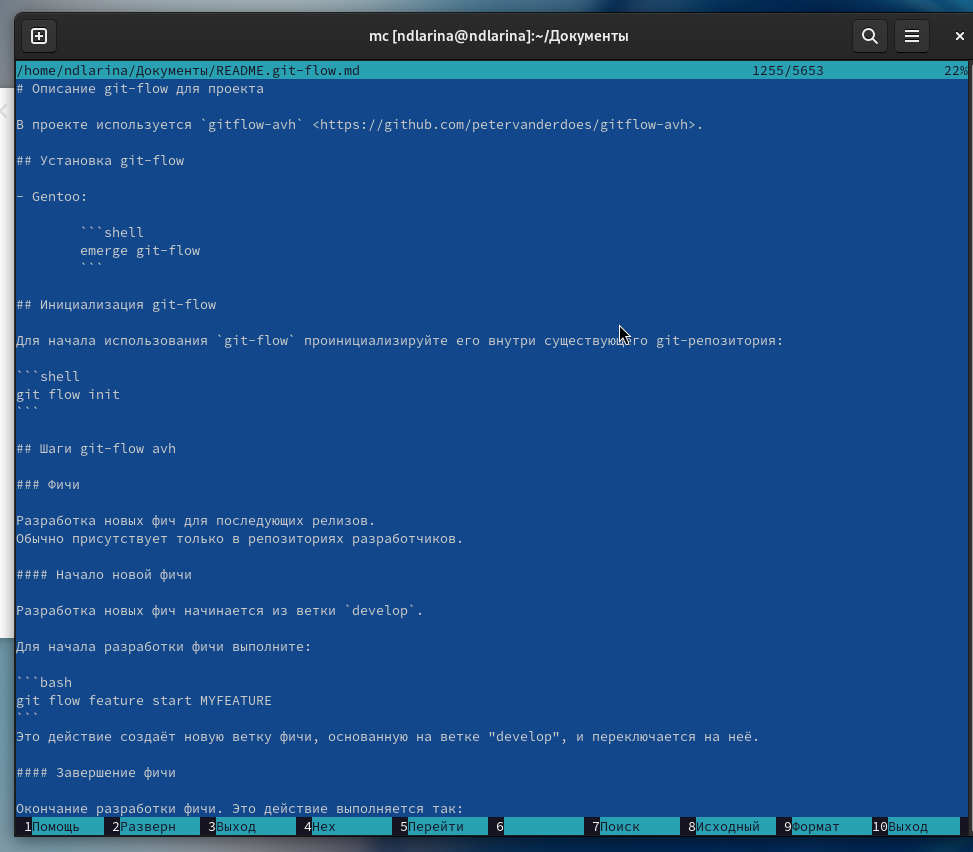 mc [ndlarina@ndlarina]:~/Документы
/home/ndlarina/Документы/README.git-flow.md 1255/5653 22%
# Описание git-flow для проекта
В проекте используется `gitflow-avh` <https://github.com/petervanderdoes/gitflow-avh>.
## Установка git-flow
- Gentoo:
```shell
emerge git-flow
```
## Инициализация git-flow
Для начала использования `git-flow` проинициализируйте его внутри существующего git-репозитория:
```shell
git flow init
```
## Шаги git-flow avh
### Фичи
Разработка новых фич для последующих релизов.
Обычно присутствует только в репозиториях разработчиков.
#### Начало новой фичи
Разработка новых фич начинается из ветки `develop`.
Для начала разработки фичи выполните:
```bash
git flow feature start MYFEATURE
```
Это действие создаёт новую ветку фичи, основанную на ветке "develop", и переключается на неё.
#### Завершение фичи
Окончание разработки фичи. Это действие выполняется так:
1Помощь 2Разверн 3Выход 4Hex 5Перейти 6 7Поиск 8Исходный 9Формат 10Выход